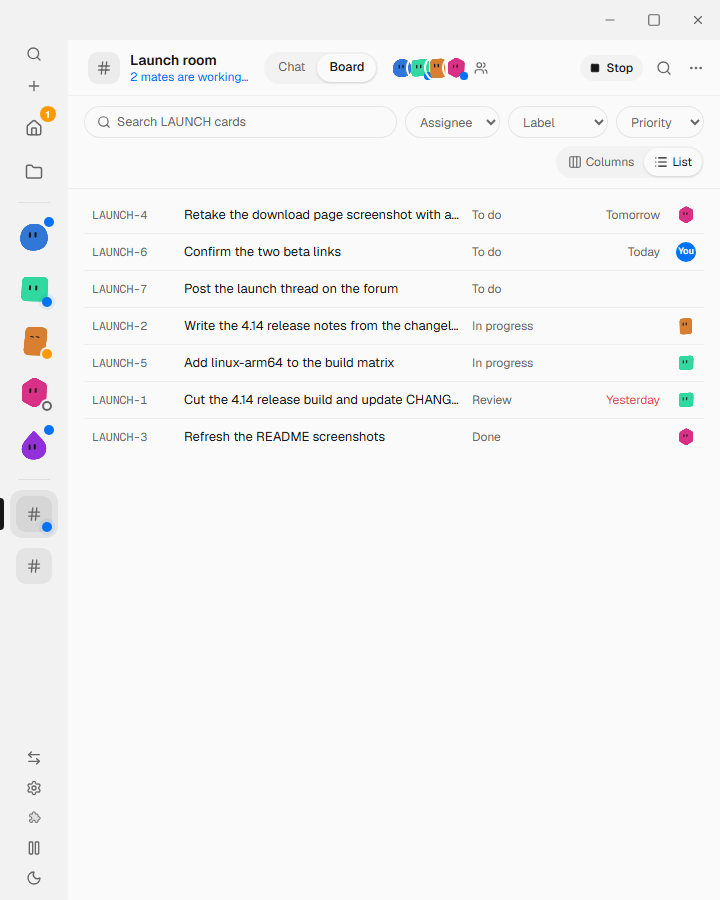 Launch room
2 mates are working...
Chat
Board
Stop
1
Search LAUNCH cards
Assignee
Label
Priority
Columns
List
LAUNCH-4 Retake the download page screenshot with a... To do Tomorrow
LAUNCH-6 Confirm the two beta links To do Today You
LAUNCH-7 Post the launch thread on the forum To do
LAUNCH-2 Write the 4.14 release notes from the changel... In progress
LAUNCH-5 Add linux-arm64 to the build matrix In progress
LAUNCH-1 Cut the 4.14 release build and update CHANG... Review Yesterday
LAUNCH-3 Refresh the README screenshots Done